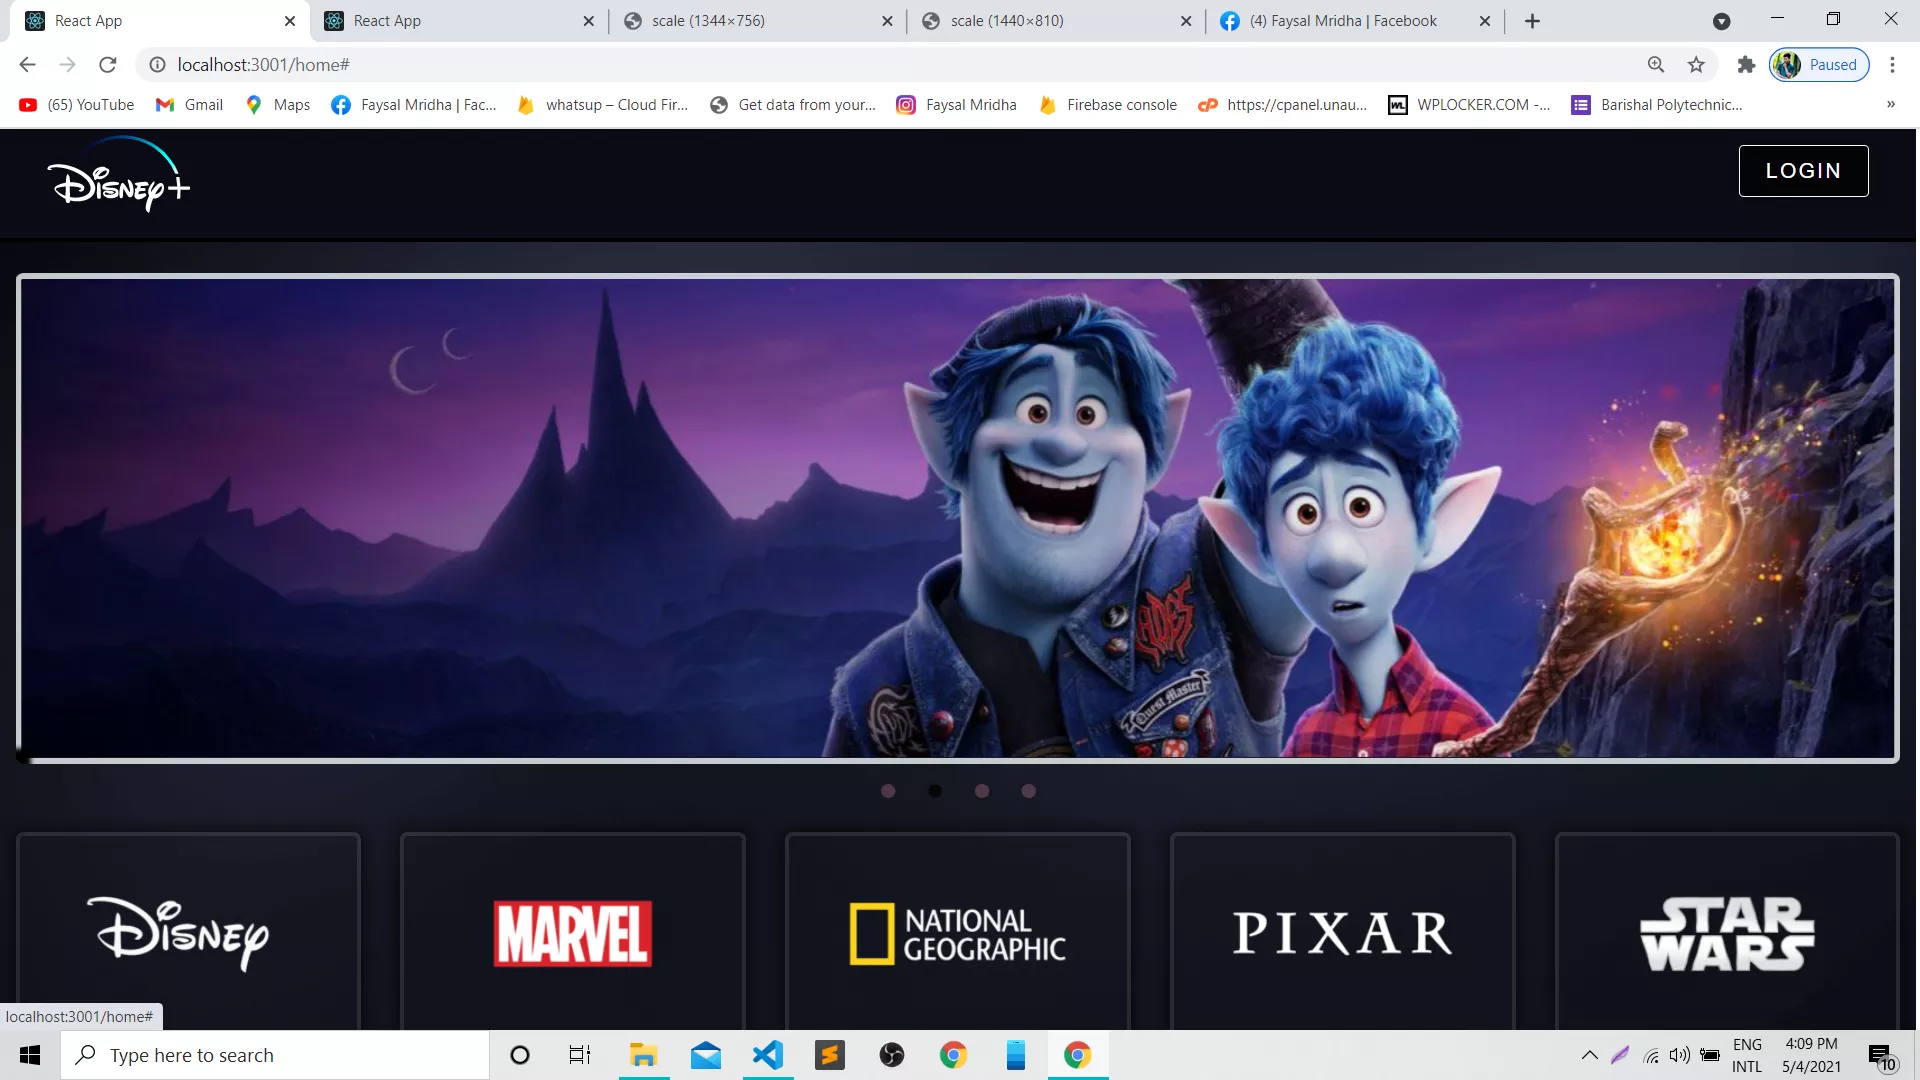 React App
React App
scale (1344×756)
scale (1440×810)
(4) Faysal Mridha | Facebook
localhost:3001/home#
Paused
(65) YouTube
Gmail
Maps
Faysal Mridha | Fac...
whatsup – Cloud Fir...
Get data from your...
Faysal Mridha
Firebase console
https://cpanel.unau...
WPLOCKER.COM -...
Barishal Polytechnic...
»
Disney+
LOGIN
Quest Master
Disney
MARVEL
NATIONAL
GEOGRAPHIC
PIXAR
STAR
WARS
localhost:3001/home#
Type here to search
ENG
INTL
4:09 PM
5/4/2021
10